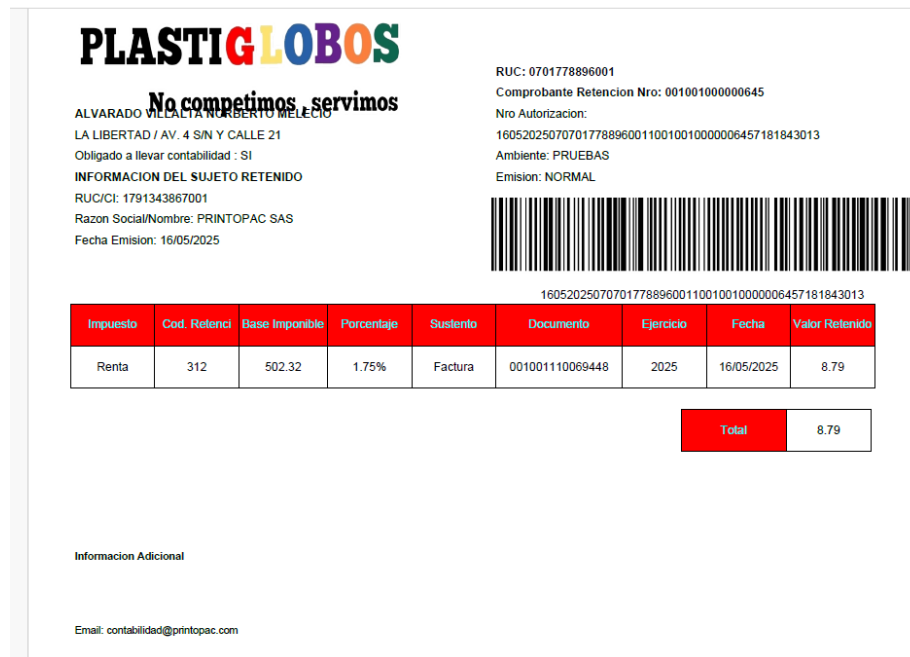 PLASTIGLOBOS
No competimos , servimos
ALVARADO VILLALTA NORBERTO MELECIO
LA LIBERTAD / AV. 4 S/N Y CALLE 21
Obligado a llevar contabilidad : SI
INFORMACION DEL SUJETO RETENIDO
RUC/CI: 1791343867001
Razon Social/Nombre: PRINTOPAC SAS
Fecha Emision: 16/05/2025
RUC: 0701778896001
Comprobante Retencion Nro: 001001000000645
Nro Autorizacion:
1605202507070177889600110010010000006457181843013
Ambiente: PRUEBAS
Emision: NORMAL
1605202507070177889600110010010000006457181843013
Impuesto Cod. Retenci Base Imponible Porcentaje Sustento Documento Ejercicio Fecha Valor Retenido
Renta 312 502.32 1.75% Factura 001001110069448 2025 16/05/2025 8.79
Total 8.79
Informacion Adicional
Email: contabilidad@printopac.com